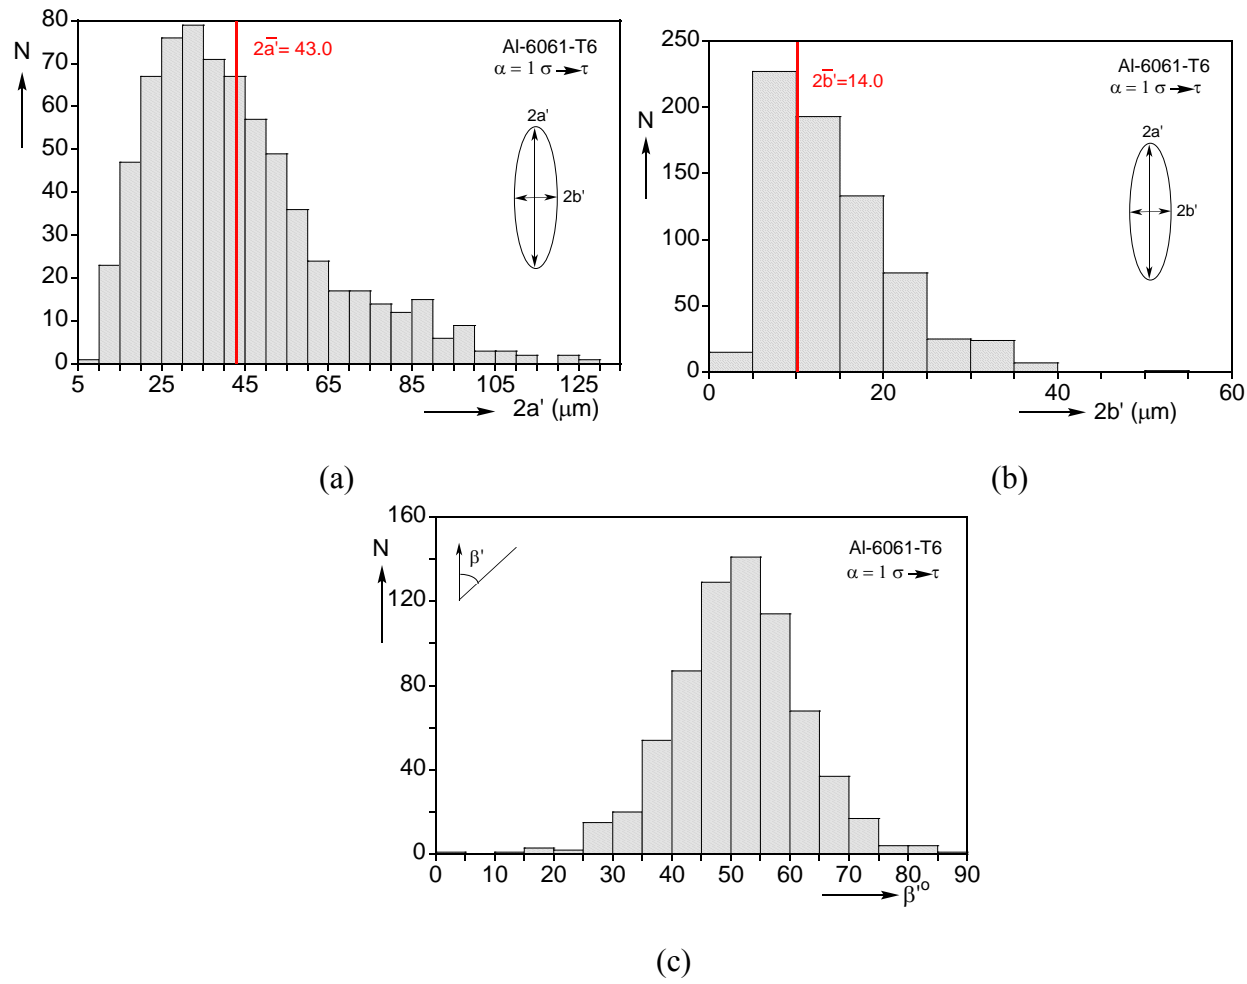 80
70
60
50
40
30
20
10
0
N
2a̅'= 43.0
Al-6061-T6
α = 1 σ → τ
2a'
2b'
5 25 45 65 85 105 125
2a' (μm)
(a)
250
200
150
100
50
0
N
2b̅'=14.0
Al-6061-T6
α = 1 σ → τ
2a'
2b'
0 20 40 60
2b' (μm)
(b)
160
120
80
40
0
N
β'
Al-6061-T6
α = 1 σ → τ
0 10 20 30 40 50 60 70 80 90
β'°
(c)